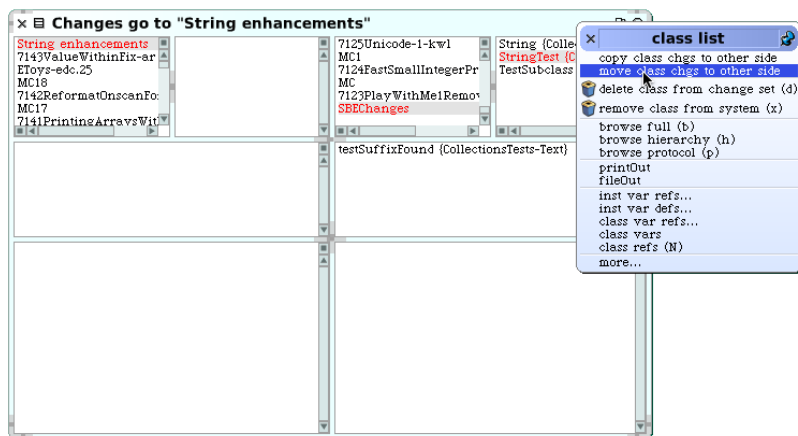 Changes go to "String enhancements"
String enhancements
7143ValueWithinFix-ar
EToys-edc.25
MC18
7142ReformatOnscanFo
MC17
7141PrintingArraysWit
7125Unicode-1-kwl
MC1
7124FastSmallIntegerPr
MC
7123PlayWithMe1Remov
SBEChanges
String {Colle
StringTest {C
TestSubclass
testSuffixFound {CollectionsTests-Text}
class list
copy class chgs to other side
move class chgs to other side
delete class from change set (d)
remove class from system (x)
browse full (b)
browse hierarchy (h)
browse protocol (p)
printOut
fileOut
inst var refs...
inst var defs...
class var refs...
class vars
class refs (N)
more...